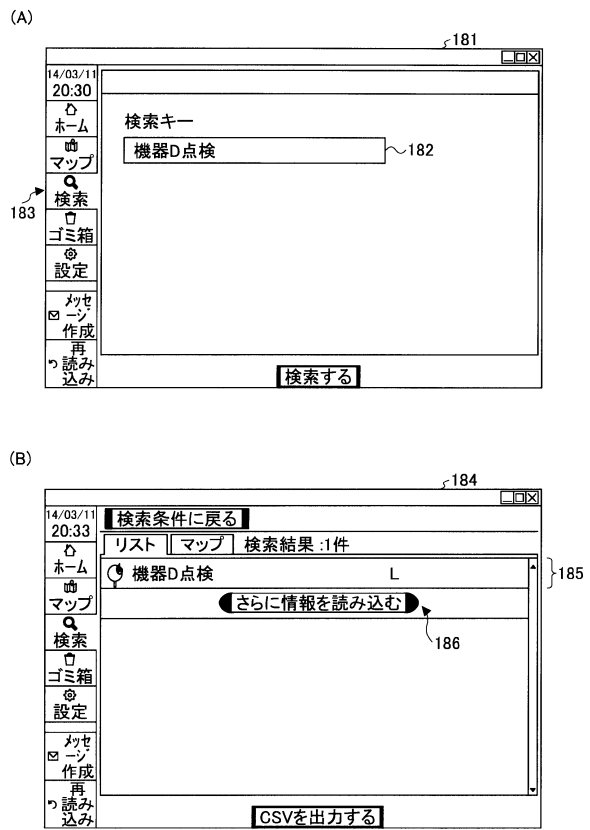 (A)
181
14/03/11
20:30
ホーム
マップ
検索
183
ゴミ箱
設定
メッセ
ージ
作成
再
読み
込み
検索キー
機器D点検
182
検索する
(B)
184
14/03/11
20:33
ホーム
マップ
検索
ゴミ箱
設定
メッセ
ージ
作成
再
読み
込み
検索条件に戻る
リスト マップ 検索結果 :1件
機器D点検 L
185
さらに情報を読み込む
186
CSVを出力する